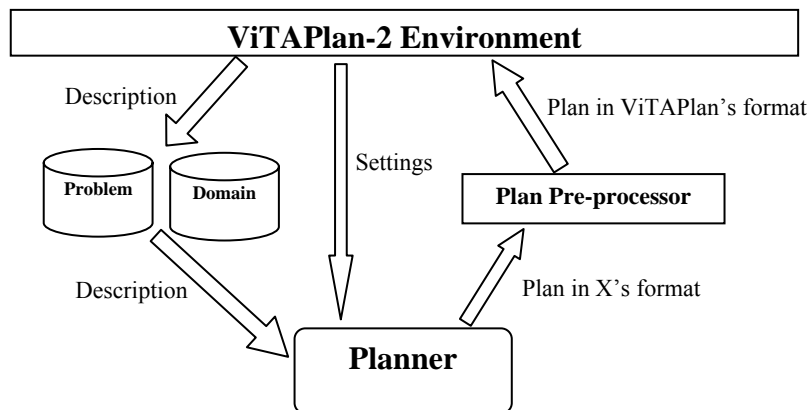 ViTAPlan-2 Environment
Description
Plan in ViTAPlan’s format
Problem
Domain
Settings
Plan Pre-processor
Description
Plan in X’s format
Planner